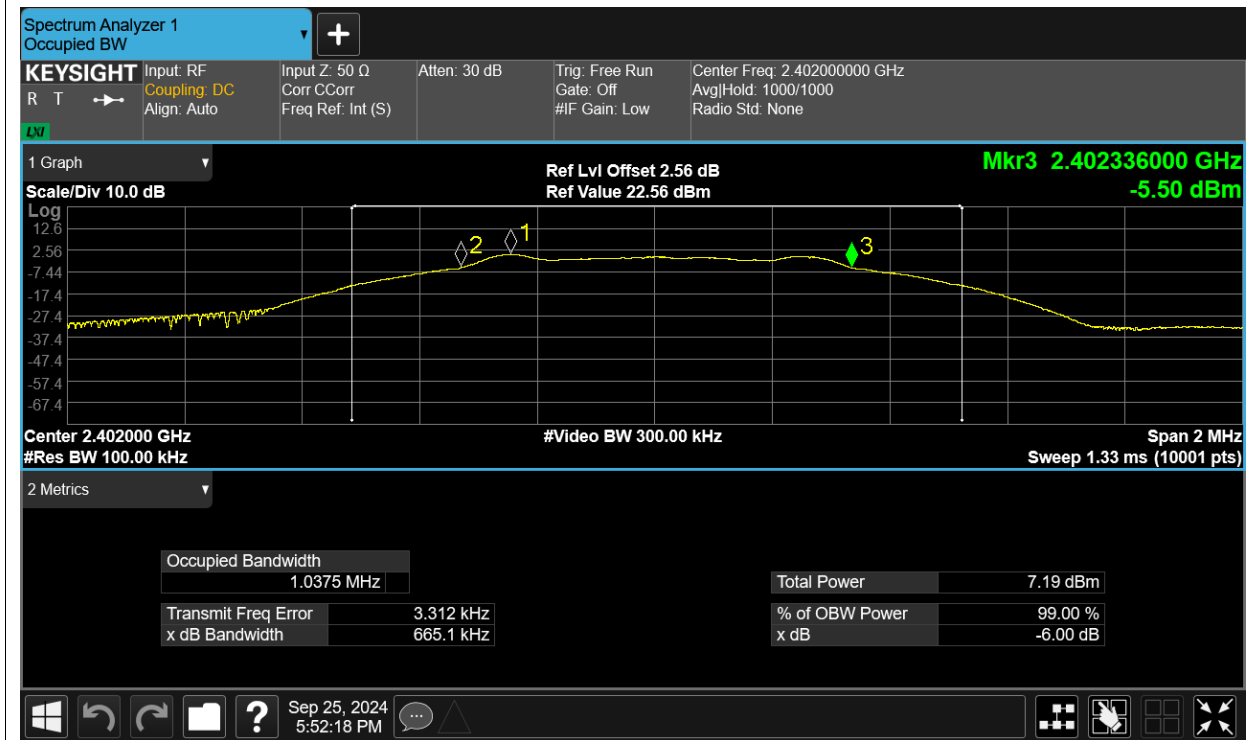 Spectrum Analyzer 1
Occupied BW
KEYSIGHT
R T
LXI
Input: RF
Coupling: DC
Align: Auto
Input Z: 50 Ω
Corr CCorr
Freq Ref: Int (S)
Atten: 30 dB
Trig: Free Run
Gate: Off
#IF Gain: Low
Center Freq: 2.402000000 GHz
Avg|Hold: 1000/1000
Radio Std: None
1 Graph
Scale/Div 10.0 dB
Ref Lvl Offset 2.56 dB
Ref Value 22.56 dBm
Mkr3 2.402336000 GHz
-5.50 dBm
Log
12.6
2.56
-7.44
-17.4
-27.4
-37.4
-47.4
-57.4
-67.4
2
1
3
Center 2.402000 GHz
#Res BW 100.00 kHz
#Video BW 300.00 kHz
Span 2 MHz
Sweep 1.33 ms (10001 pts)
2 Metrics
Occupied Bandwidth
1.0375 MHz
Transmit Freq Error 3.312 kHz
x dB Bandwidth 665.1 kHz
Total Power 7.19 dBm
% of OBW Power 99.00 %
x dB -6.00 dB
?
Sep 25, 2024
5:52:18 PM